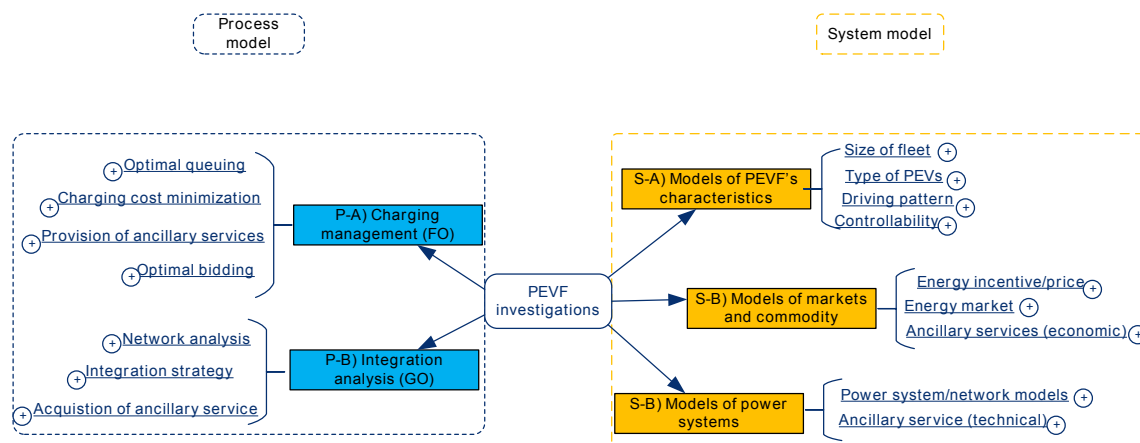 Process
model
System model
Optimal queuing
Charging cost minimization
Provision of ancillary services
Optimal bidding
P-A) Charging
management (FO)
Network analysis
Integration strategy
Acquistion of ancillary service
P-B) Integration
analysis (GO)
PEVF
investigations
S-A) Models of PEVF's
characteristics
Size of fleet
Type of PEVs
Driving pattern
Controllability
S-B) Models of markets
and commodity
Energy incentive/price
Energy market
Ancillary services (economic)
S-B) Models of power
systems
Power system/network models
Ancillary service (technical)